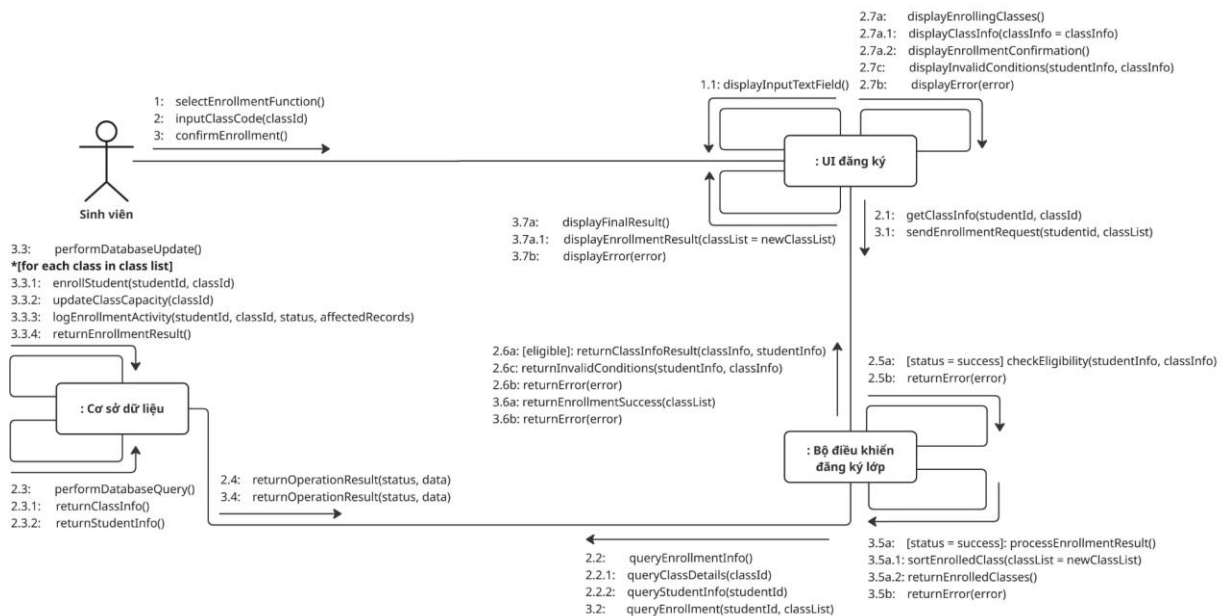 2.7a: displayEnrollingClasses()
2.7a.1: displayClassInfo(classInfo = classInfo)
2.7a.2: displayEnrollmentConfirmation()
2.7c: displayInvalidConditions(studentInfo, classInfo)
2.7b: displayError(error)
1.1: displayInputTextField()
1: selectEnrollmentFunction()
2: inputClassCode(classId)
3: confirmEnrollment()
: UI đăng ký
Sinh viên
3.7a: displayFinalResult()
3.7a.1: displayEnrollmentResult(classList = newClassList)
3.7b: displayError(error)
2.1: getClassInfo(studentId, classId)
3.1: sendEnrollmentRequest(studentid, classList)
3.3: performDatabaseUpdate()
*[for each class in class list]
3.3.1: enrollStudent(studentId, classId)
3.3.2: updateClassCapacity(classId)
3.3.3: logEnrollmentActivity(studentId, classId, status, affectedRecords)
3.3.4: returnEnrollmentResult()
2.6a: [eligible]: returnClassInfoResult(classInfo, studentInfo)
2.6c: returnInvalidConditions(studentInfo, classInfo)
2.6b: returnError(error)
3.6a: returnEnrollmentSuccess(classList)
3.6b: returnError(error)
2.5a: [status = success] checkEligibility(studentInfo, classInfo)
2.5b: returnError(error)
: Cơ sở dữ liệu
: Bộ điều khiển
đăng ký lớp
2.3: performDatabaseQuery()
2.3.1: returnClassInfo()
2.3.2: returnStudentInfo()
2.4: returnOperationResult(status, data)
3.4: returnOperationResult(status, data)
2.2: queryEnrollmentInfo()
2.2.1: queryClassDetails(classId)
2.2.2: queryStudentInfo(studentId)
3.2: queryEnrollment(studentId, classList)
3.5a: [status = success]: processEnrollmentResult()
3.5a.1: sortEnrolledClass(classList = newClassList)
3.5a.2: returnEnrolledClasses()
3.5b: returnError(error)